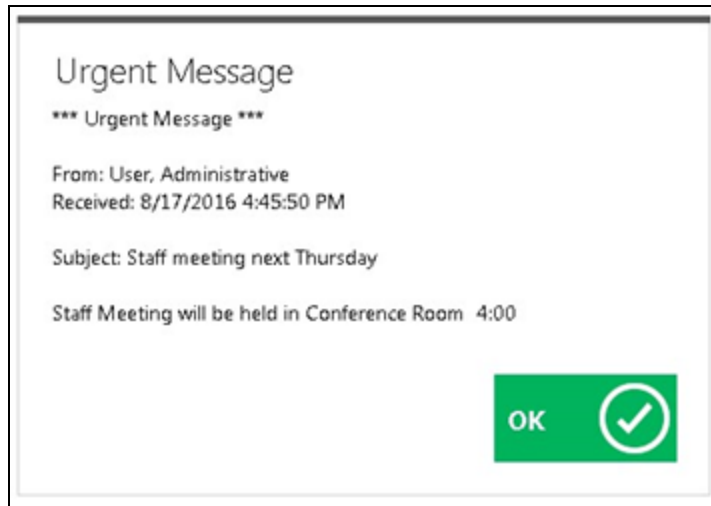 Urgent Message
*** Urgent Message ***
From: User, Administrative
Received: 8/17/2016 4:45:50 PM
Subject: Staff meeting next Thursday
Staff Meeting will be held in Conference Room  4:00
OK